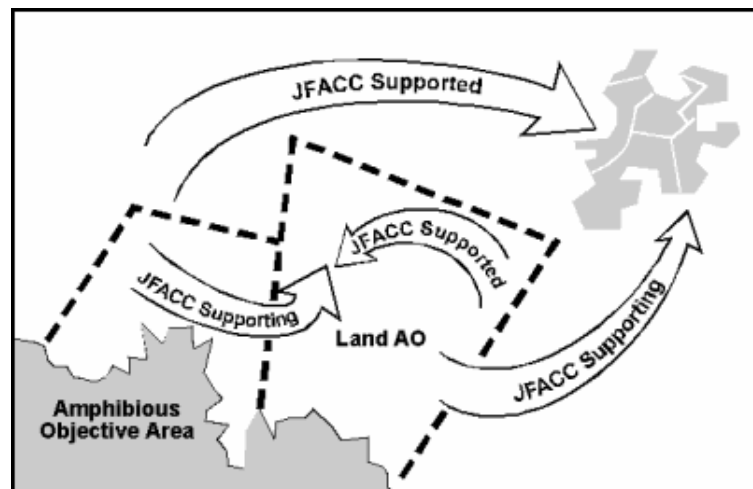 JFACC Supported
JFACC Supported
JFACC Supporting
Land AO
JFACC Supporting
Amphibious
Objective Area